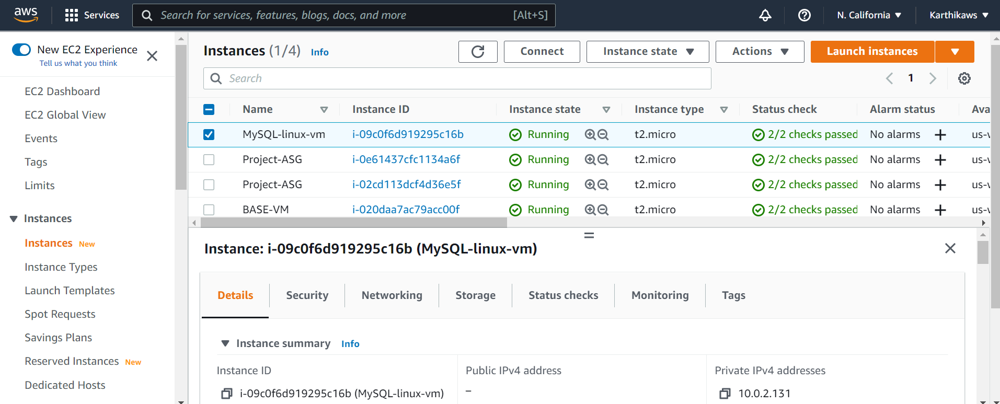 aws
Services
Search for services, features, blogs, docs, and more [Alt+S]
N. California
Karthikaws
New EC2 Experience
Tell us what you think
EC2 Dashboard
EC2 Global View
Events
Tags
Limits
Instances
Instances New
Instance Types
Launch Templates
Spot Requests
Savings Plans
Reserved Instances New
Dedicated Hosts
Instances (1/4) Info
Connect
Instance state
Actions
Launch instances
Search
1
Name Instance ID Instance state Instance type Status check Alarm status Ava
MySQL-linux-vm i-09c0f6d919295c16b Running t2.micro 2/2 checks passed No alarms us-w
Project-ASG i-0e61437cfc1134a6f Running t2.micro 2/2 checks passed No alarms us-w
Project-ASG i-02cd113dcf4d36e5f Running t2.micro 2/2 checks passed No alarms us-w
BASE-VM i-020daa7ac79acc00f Running t2.micro 2/2 checks passed No alarms us-w
Instance: i-09c0f6d919295c16b (MySQL-linux-vm)
Details Security Networking Storage Status checks Monitoring Tags
Instance summary Info
Instance ID
i-09c0f6d919295c16b (MySQL-linux-vm)
Public IPv4 address
–
Private IPv4 addresses
10.0.2.131